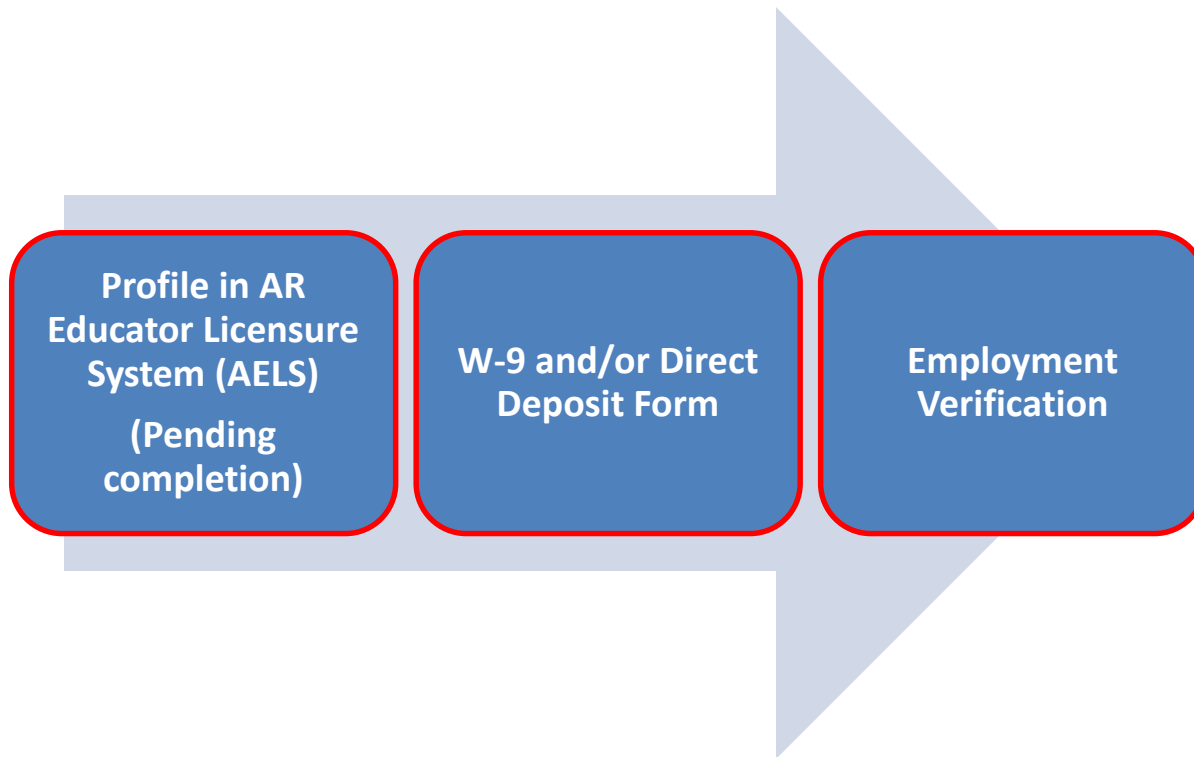 Profile in AR
Educator Licensure
System (AELS)
(Pending
completion)
W-9 and/or Direct
Deposit Form
Employment
Verification